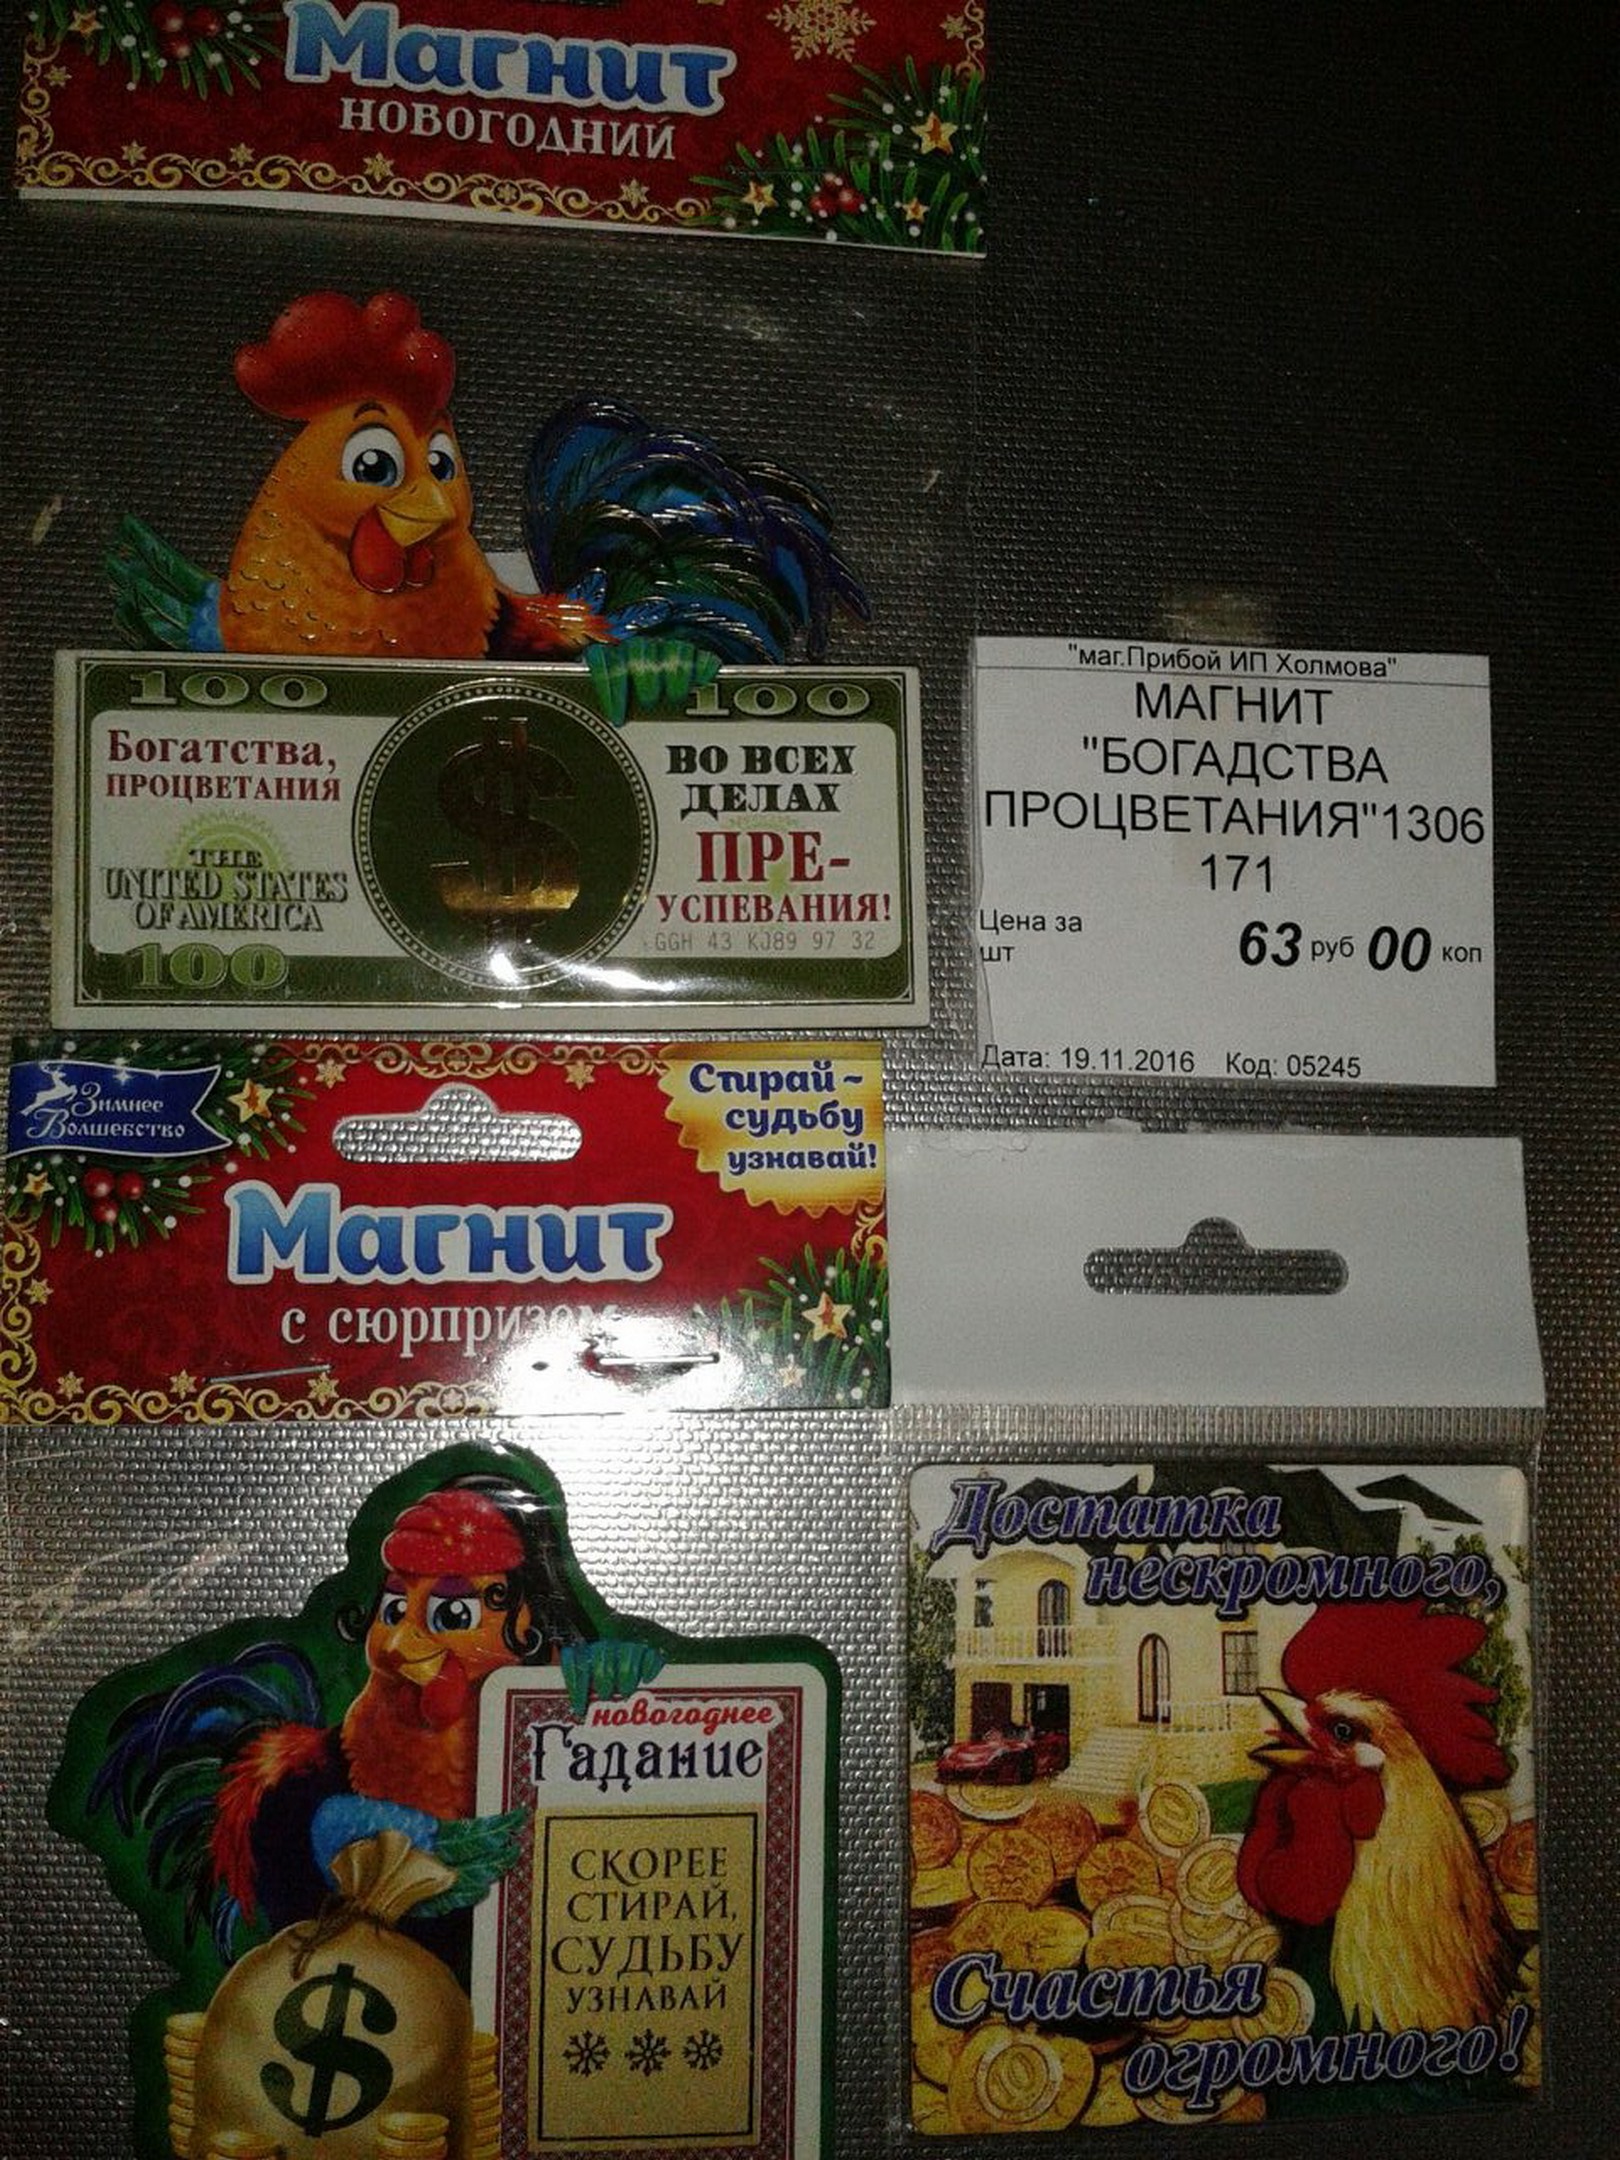 Магнит
НОВОГОДНИЙ
100
100
Богатства,
ПРОЦВЕТАНИЯ
THE
UNITED STATES
OF AMERICA
100
$
ВО ВСЕХ
ДЕЛАХ
ПРЕ-
УСПЕВАНИЯ!
GGH 43 KJ89 97 32
"маг.Прибой ИП Холмова"
МАГНИТ
"БОГАДСТВА
ПРОЦВЕТАНИЯ"1306
171
Цена за
шт
63 руб 00 коп
Дата: 19.11.2016 Код: 05245
Зимнее
Волшебство
Стирай~
судьбу
узнавай!
Магнит
с сюрпризом
новогоднее
Гадание
СКОРЕЕ
СТИРАЙ,
СУДЬБУ
УЗНАВАЙ
$
Достатка
нескромного,
Счастья
огромного!